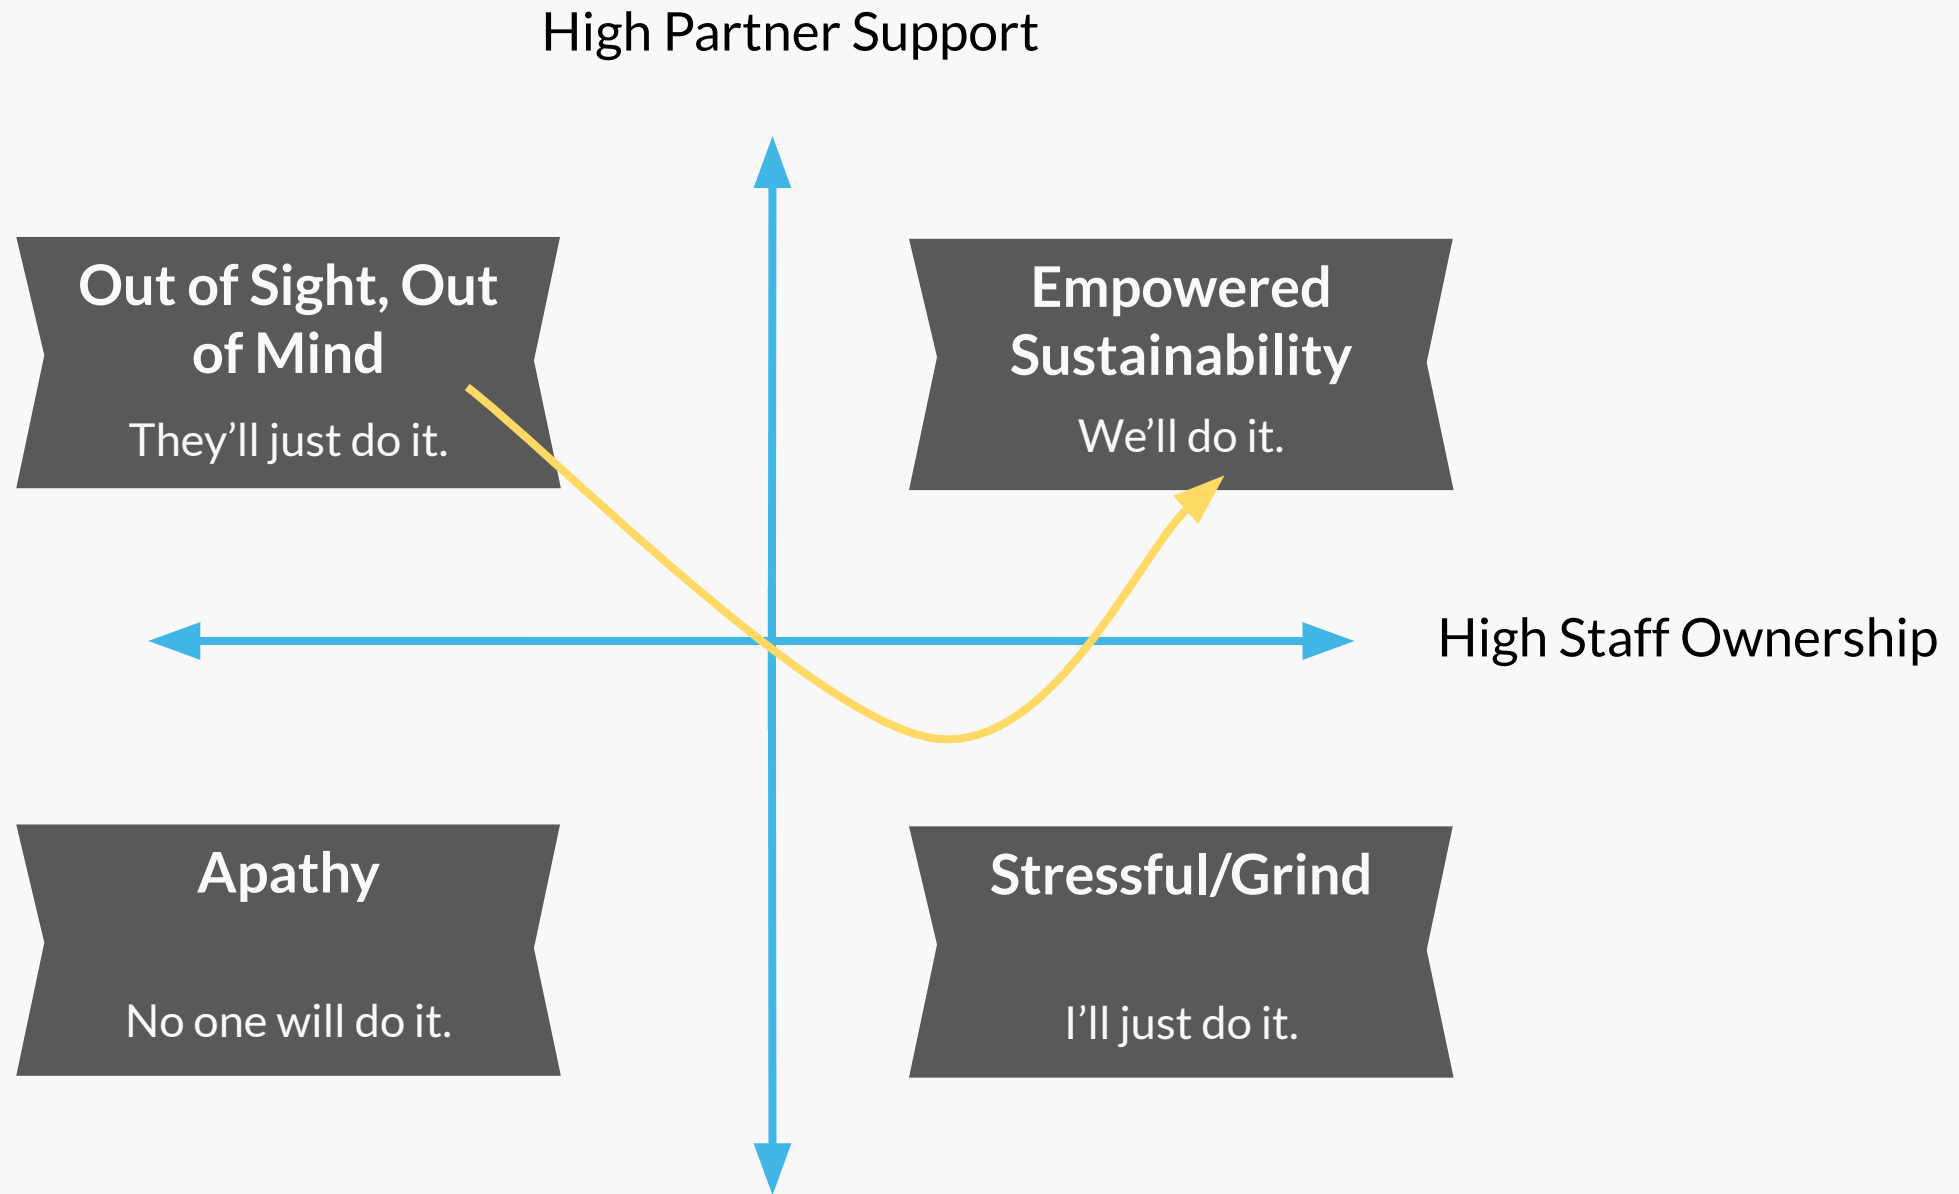 High Partner Support
Out of Sight, Out
of Mind
They’ll just do it.
Empowered
Sustainability
We’ll do it.
High Staff Ownership
Apathy
No one will do it.
Stressful/Grind
I’ll just do it.